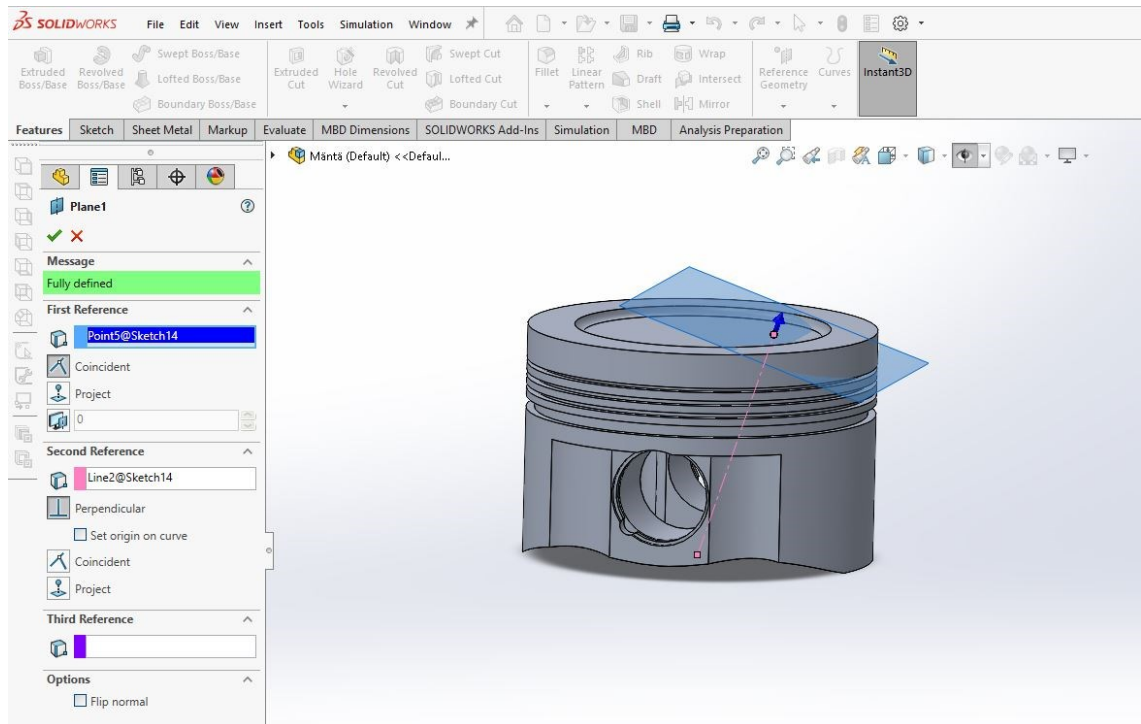 SOLIDWORKS File Edit View Insert Tools Simulation Window
Extruded Boss/Base
Revolved Boss/Base
Swept Boss/Base
Lofted Boss/Base
Boundary Boss/Base
Extruded Cut
Hole Wizard
Revolved Cut
Swept Cut
Lofted Cut
Boundary Cut
Fillet
Linear Pattern
Rib
Draft
Shell
Wrap
Intersect
Mirror
Reference Geometry
Curves
Instant3D
Features Sketch Sheet Metal Markup Evaluate MBD Dimensions SOLIDWORKS Add-Ins Simulation MBD Analysis Preparation
Mäntä (Default) <<Defaul...
Plane1
Message
Fully defined
First Reference
Point5@Sketch14
Coincident
Project
0
Second Reference
Line2@Sketch14
Perpendicular
Set origin on curve
Coincident
Project
Third Reference
Options
Flip normal